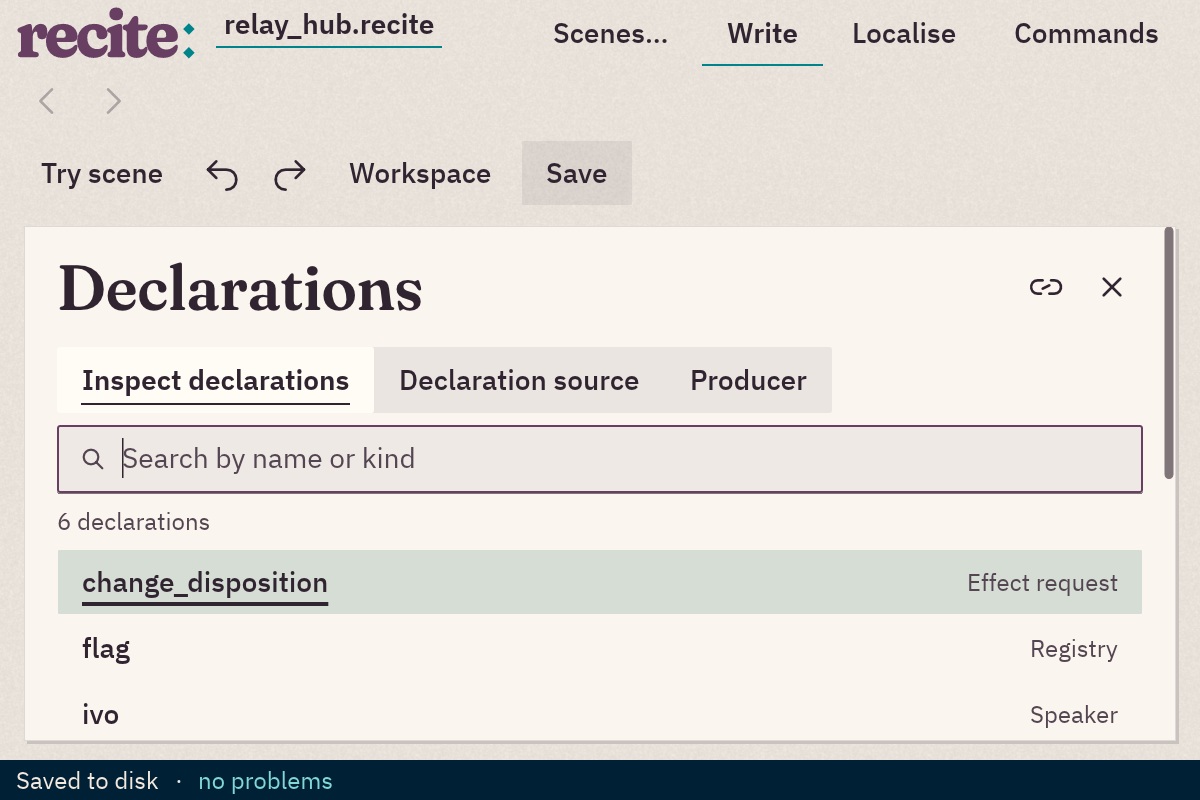 recite:
relay_hub.recite
Scenes... Write Localise Commands
Try scene Workspace Save
Declarations
Inspect declarations Declaration source Producer
Search by name or kind
6 declarations
change_disposition Effect request
flag Registry
ivo Speaker
Saved to disk · no problems